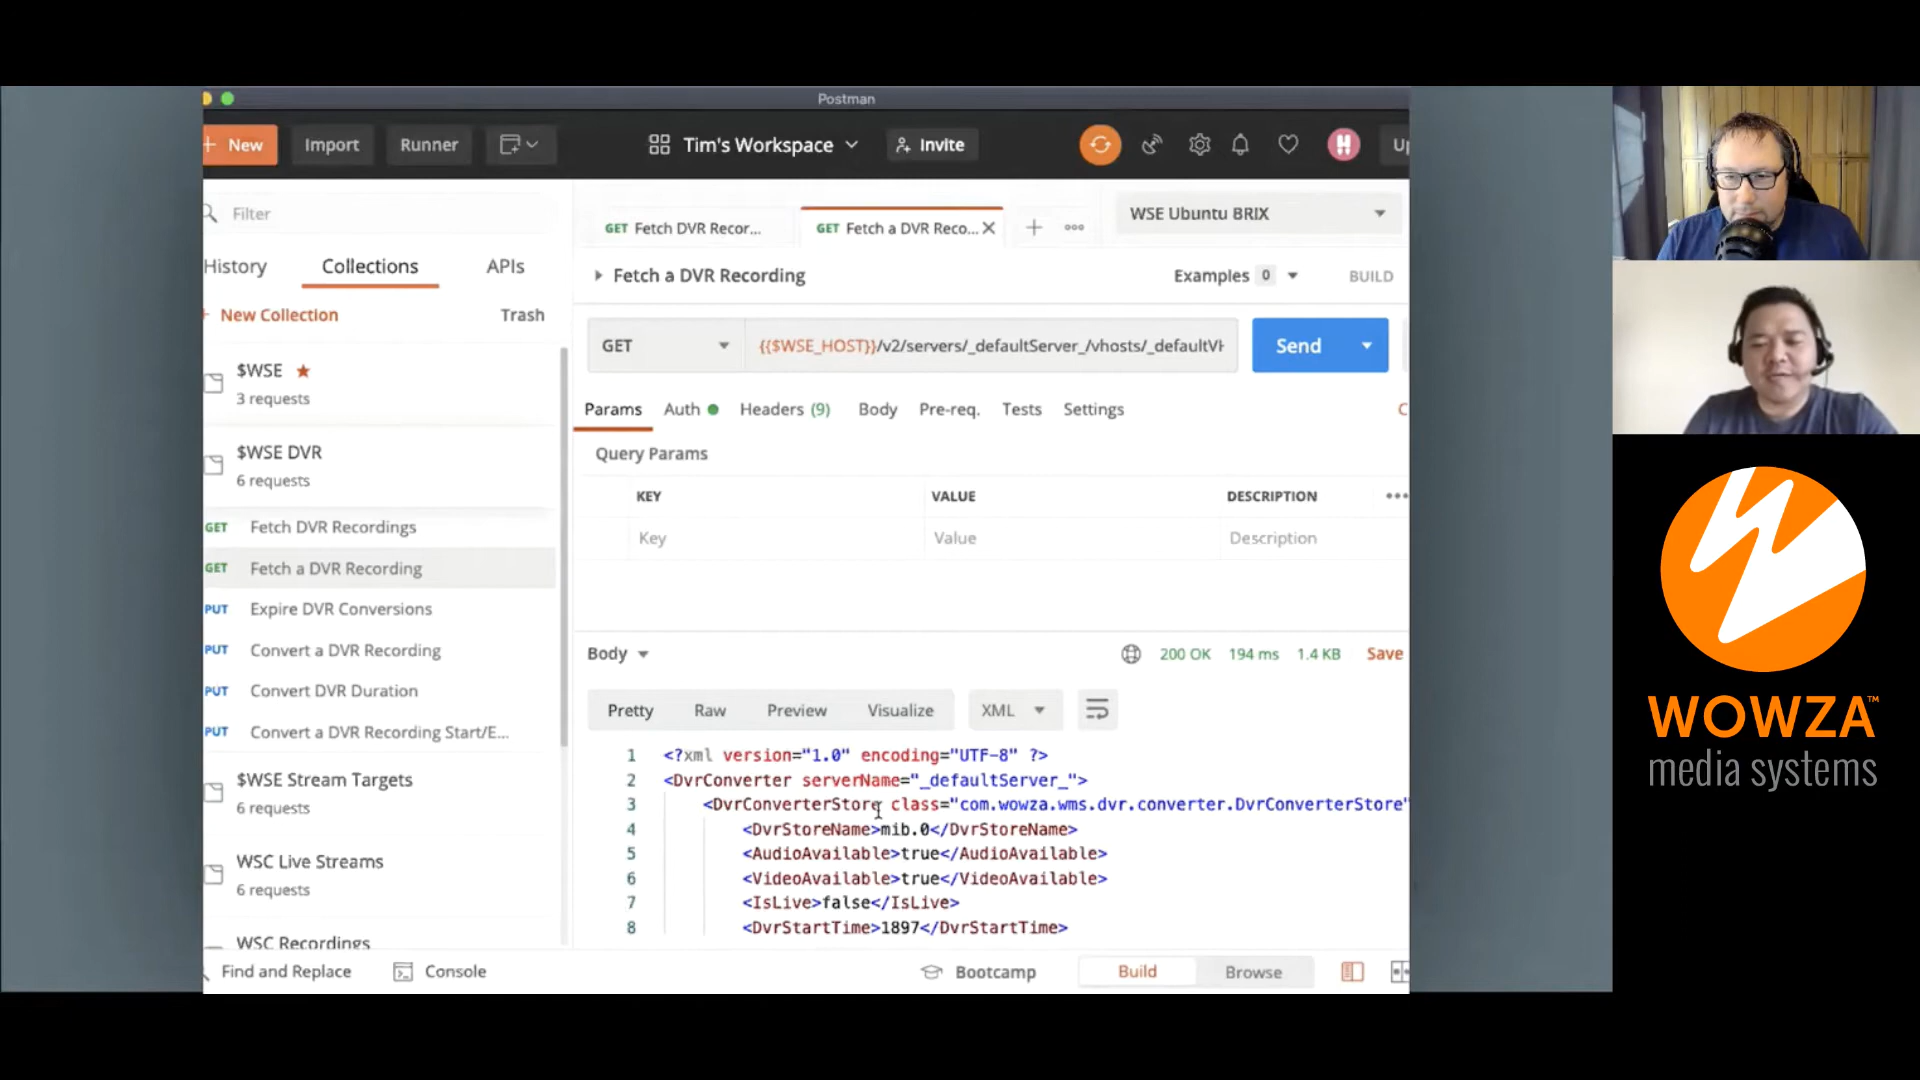 Postman
+ New
Import
Runner
Tim's Workspace
Invite
Up
Filter
History
Collections
APIs
+ New Collection
Trash
$WSE ★
3 requests
$WSE DVR
6 requests
GET Fetch DVR Recordings
GET Fetch a DVR Recording
PUT Expire DVR Conversions
PUT Convert a DVR Recording
PUT Convert DVR Duration
PUT Convert a DVR Recording Start/E...
$WSE Stream Targets
6 requests
WSC Live Streams
6 requests
WSC Recordings
GET Fetch DVR Recor...
GET Fetch a DVR Reco...
WSE Ubuntu BRIX
Fetch a DVR Recording
Examples 0
BUILD
GET
{{$WSE_HOST}}/v2/servers/_defaultServer_/vhosts/_defaultVH
Send
Params
Auth
Headers (9)
Body
Pre-req.
Tests
Settings
C
Query Params
KEY
VALUE
DESCRIPTION
Key
Value
Description
Body
200 OK
194 ms
1.4 KB
Save
Pretty
Raw
Preview
Visualize
XML
1 <?xml version="1.0" encoding="UTF-8" ?>
2 <DvrConverter serverName="_defaultServer_">
3 <DvrConverterStore class="com.wowza.wms.dvr.converter.DvrConverterStore"
4 <DvrStoreName>mib.0</DvrStoreName>
5 <AudioAvailable>true</AudioAvailable>
6 <VideoAvailable>true</VideoAvailable>
7 <IsLive>false</IsLive>
8 <DvrStartTime>1897</DvrStartTime>
Find and Replace
Console
Bootcamp
Build
Browse
WOWZA™
media systems